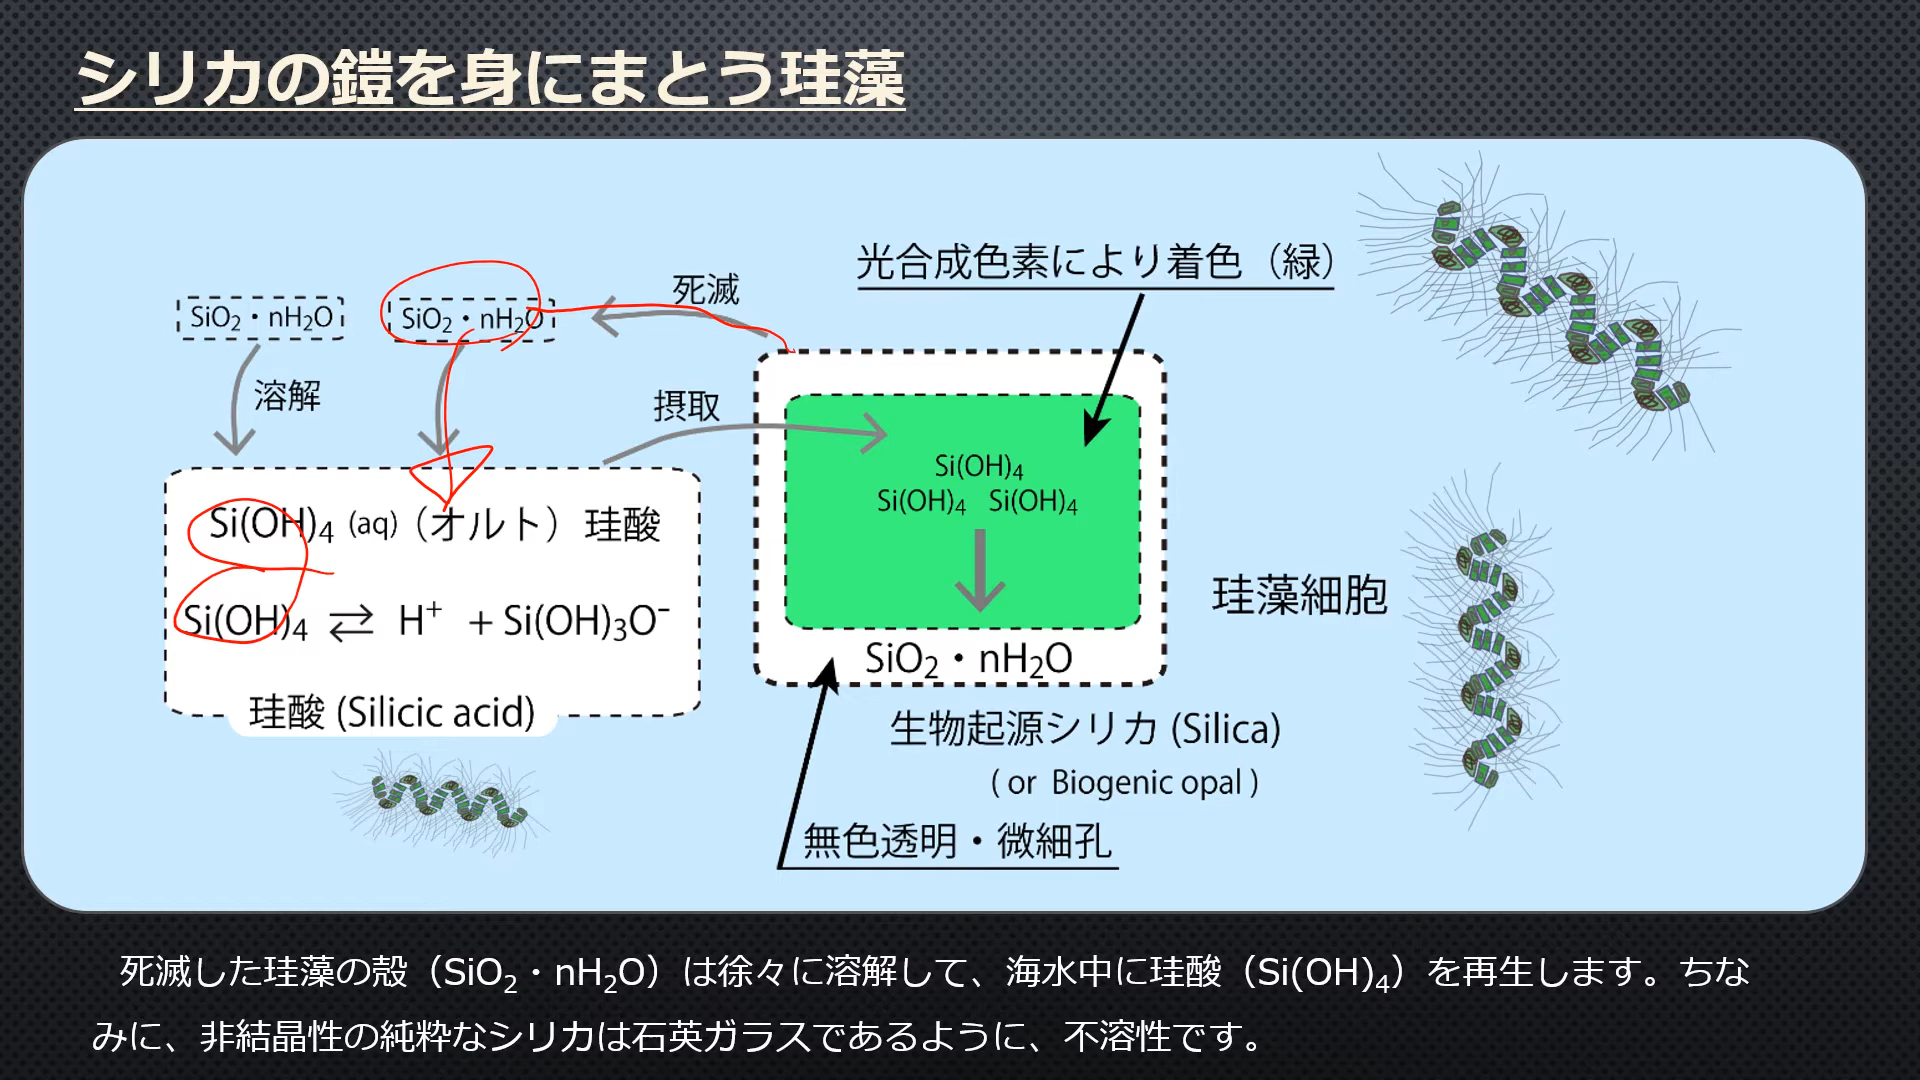 シリカの鎧を身にまとう珪藻
光合成色素により着色（緑）
SiO₂・nH₂O
SiO₂・nH₂O
死滅
溶解
摂取
Si(OH)₄
Si(OH)₄ Si(OH)₄
Si(OH)₄ (aq)（オルト）珪酸
Si(OH)₄ ⇄ H⁺ + Si(OH)₃O⁻
珪酸 (Silicic acid)
SiO₂・nH₂O
珪藻細胞
生物起源シリカ (Silica)
( or Biogenic opal )
無色透明・微細孔
死滅した珪藻の殻（SiO₂・nH₂O）は徐々に溶解して、海水中に珪酸（Si(OH)₄）を再生します。ちな
みに、非結晶性の純粋なシリカは石英ガラスであるように、不溶性です。